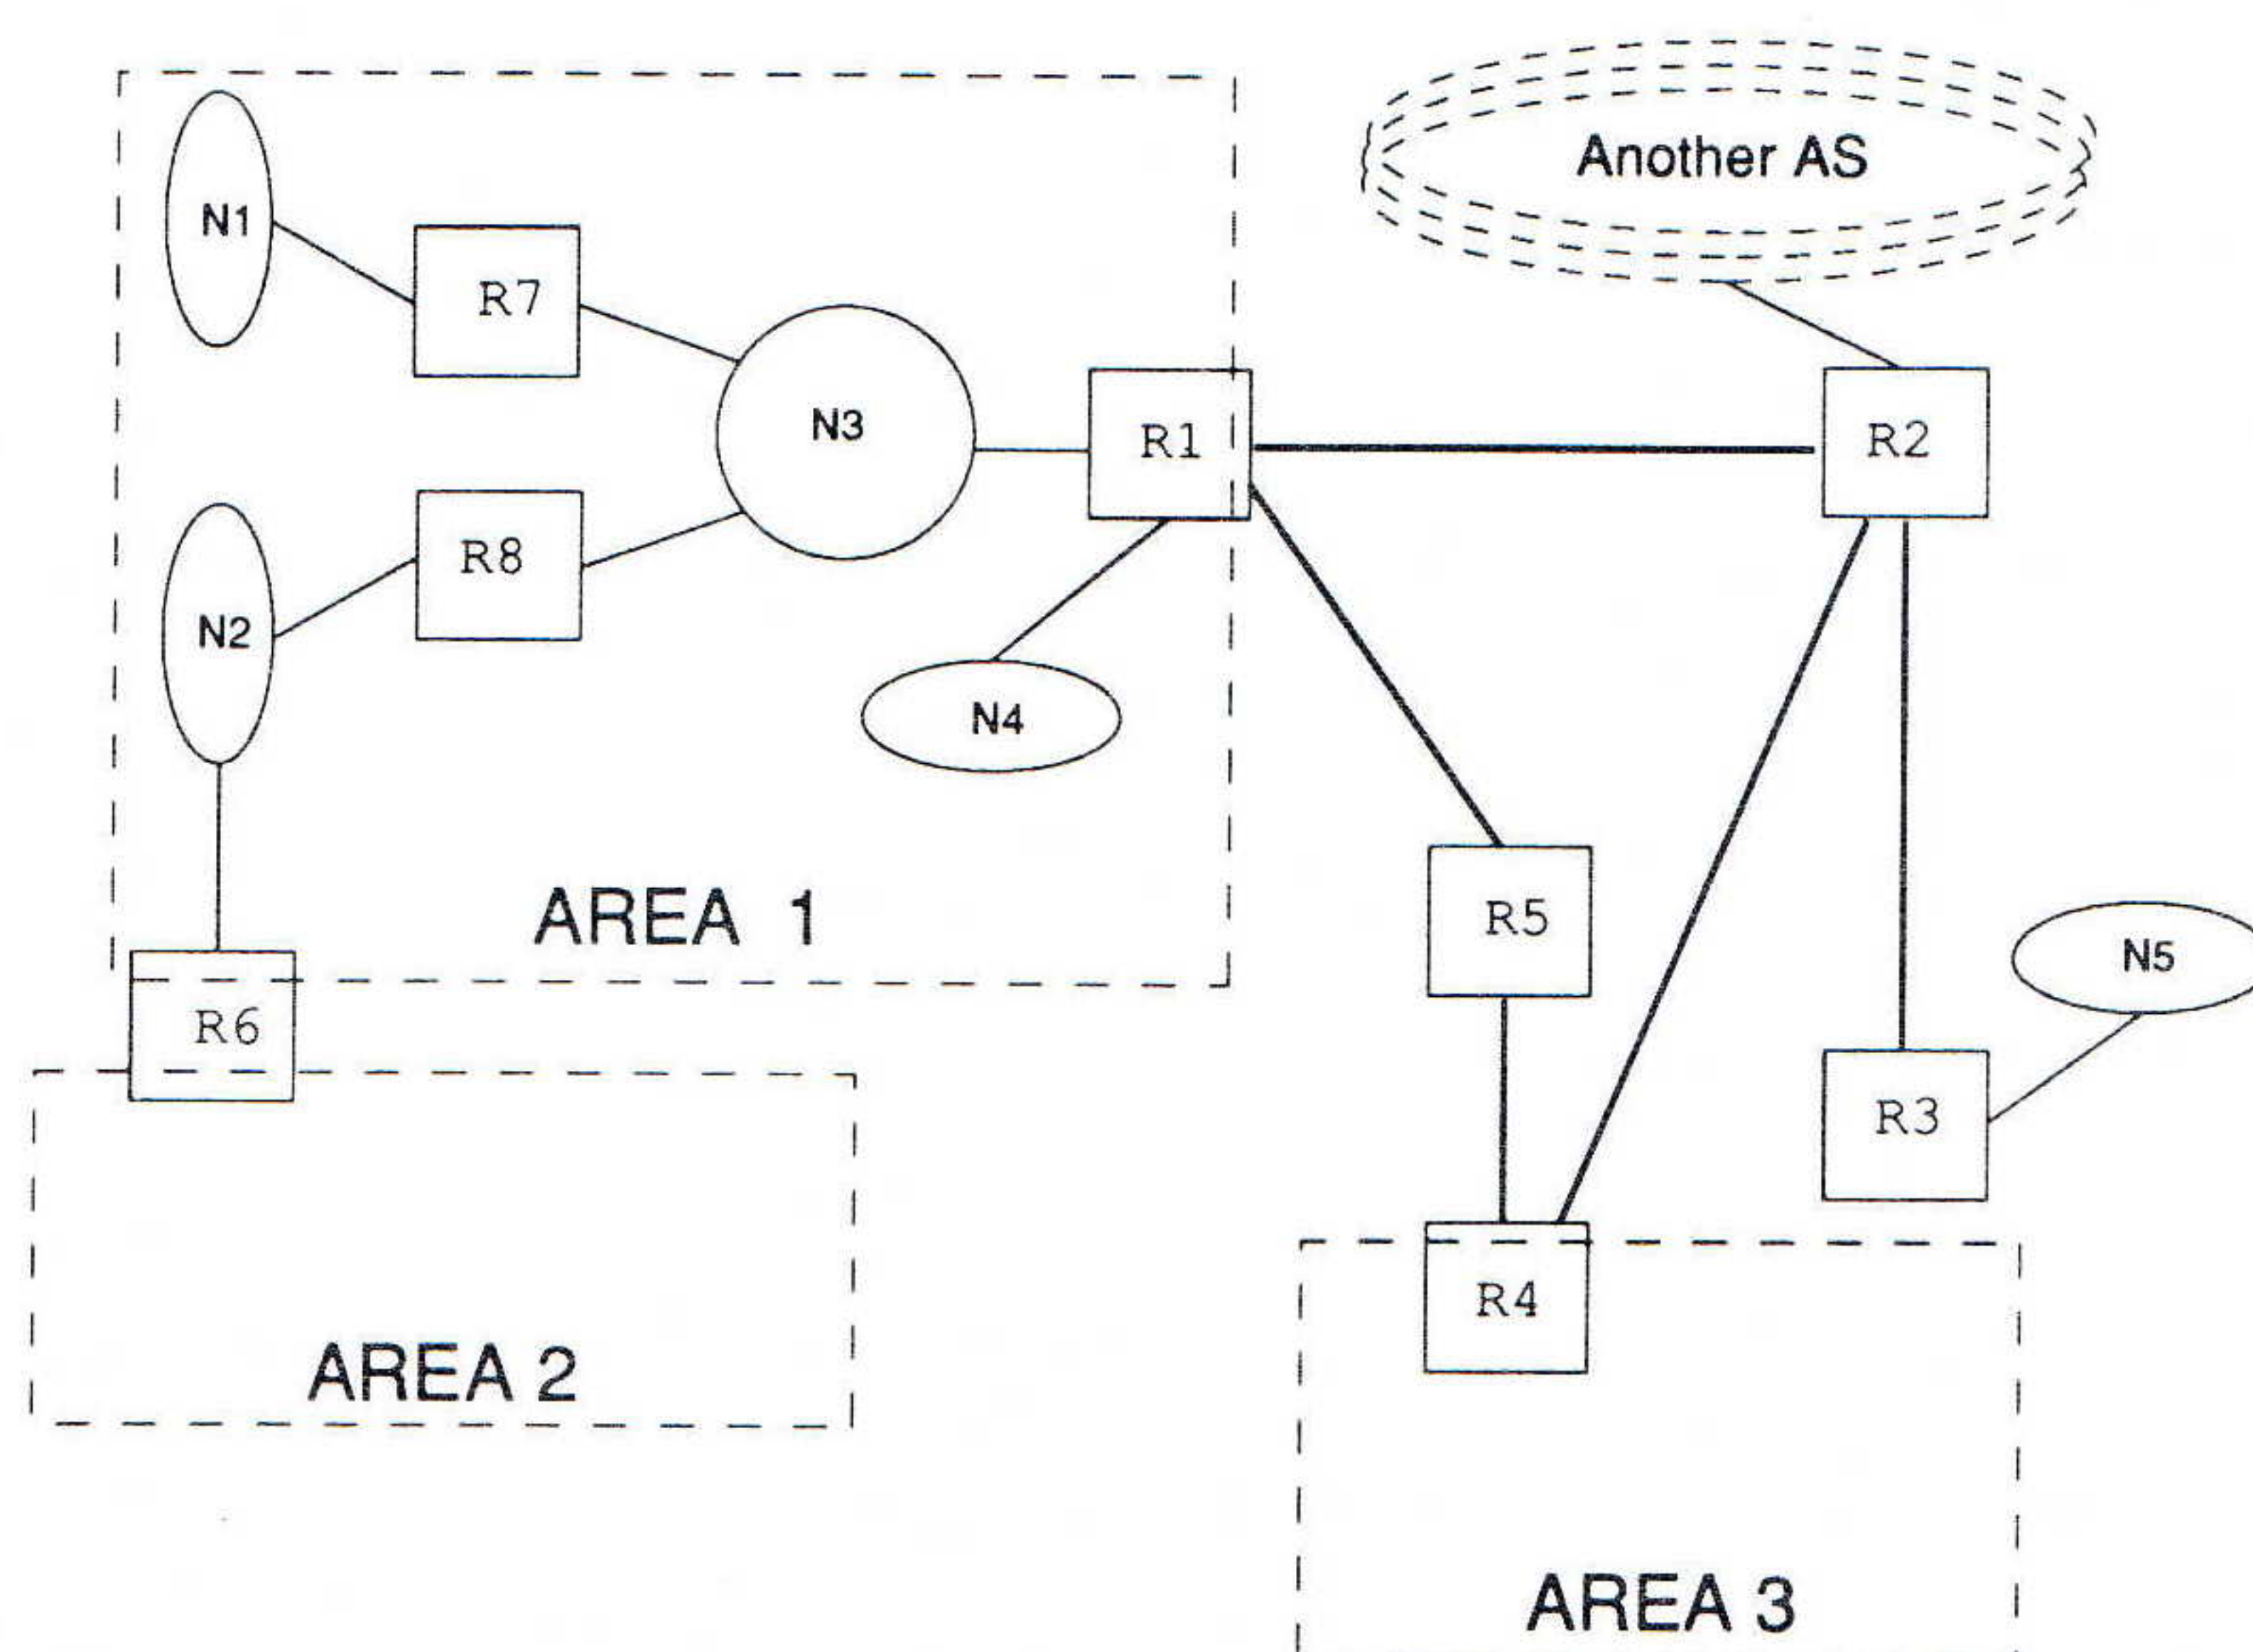 Another AS
N1
R7
N3
R1
R2
R8
N2
N4
AREA 1
R5
N5
R6
R3
R4
AREA 2
AREA 3